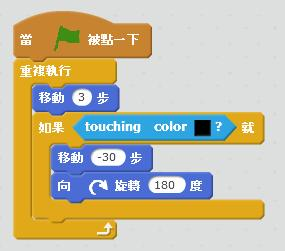 當 被點一下
重複執行
移動 3 步
如果 touching color ? 就
移動 -30 步
向 旋轉 180 度